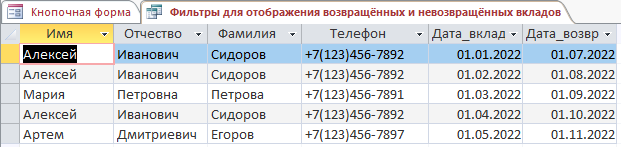 Кнопочная форма Фильтры для отображения возвращённых и невозвращённых вкладов
Имя Отчество Фамилия Телефон Дата_вклад Дата_возвр
Алексей Иванович Сидоров +7(123)456-7892 01.01.2022 01.07.2022
Алексей Иванович Сидоров +7(123)456-7892 01.02.2022 01.08.2022
Мария Петровна Петрова +7(123)456-7891 01.03.2022 01.09.2022
Алексей Иванович Сидоров +7(123)456-7892 01.04.2022 01.10.2022
Артем Дмитриевич Егоров +7(123)456-7897 01.05.2022 01.11.2022